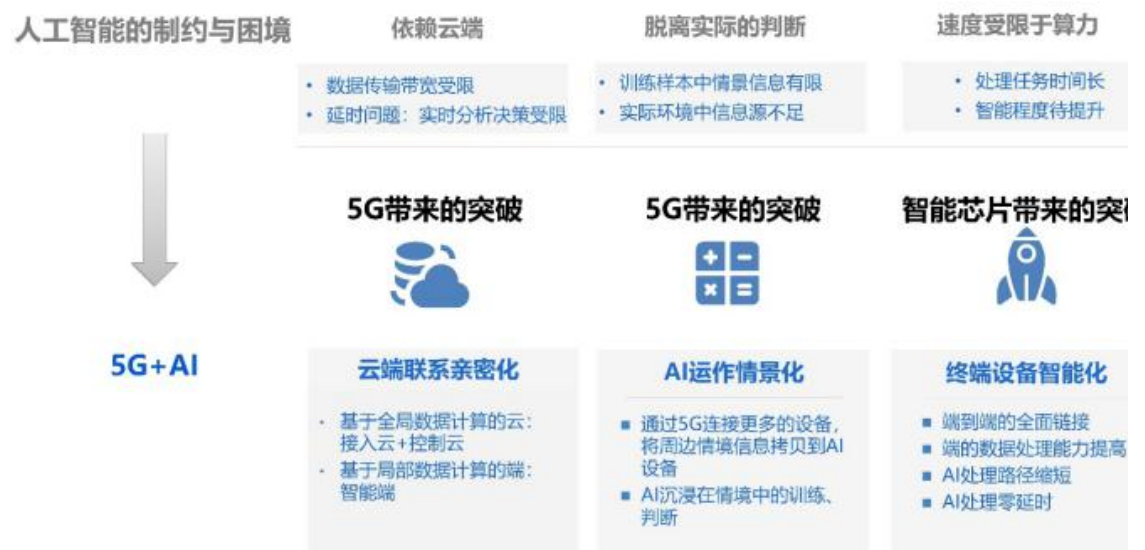 人工智能的制约与困境
依赖云端
脱离实际的判断
速度受限于算力
• 数据传输带宽受限
• 延时问题：实时分析决策受限
• 训练样本中情景信息有限
• 实际环境中信息源不足
• 处理任务时间长
• 智能程度待提升
5G带来的突破
5G带来的突破
智能芯片带来的突
5G+AI
云端联系亲密化
AI运作情景化
终端设备智能化
· 基于全局数据计算的云：
接入云+控制云
· 基于局部数据计算的端：
智能端
■ 通过5G连接更多的设备，
将周边情境信息拷贝到AI
设备
■ AI沉浸在情境中的训练、
判断
■ 端到端的全面链接
■ 端的数据处理能力提高
■ AI处理路径缩短
■ AI处理零延时